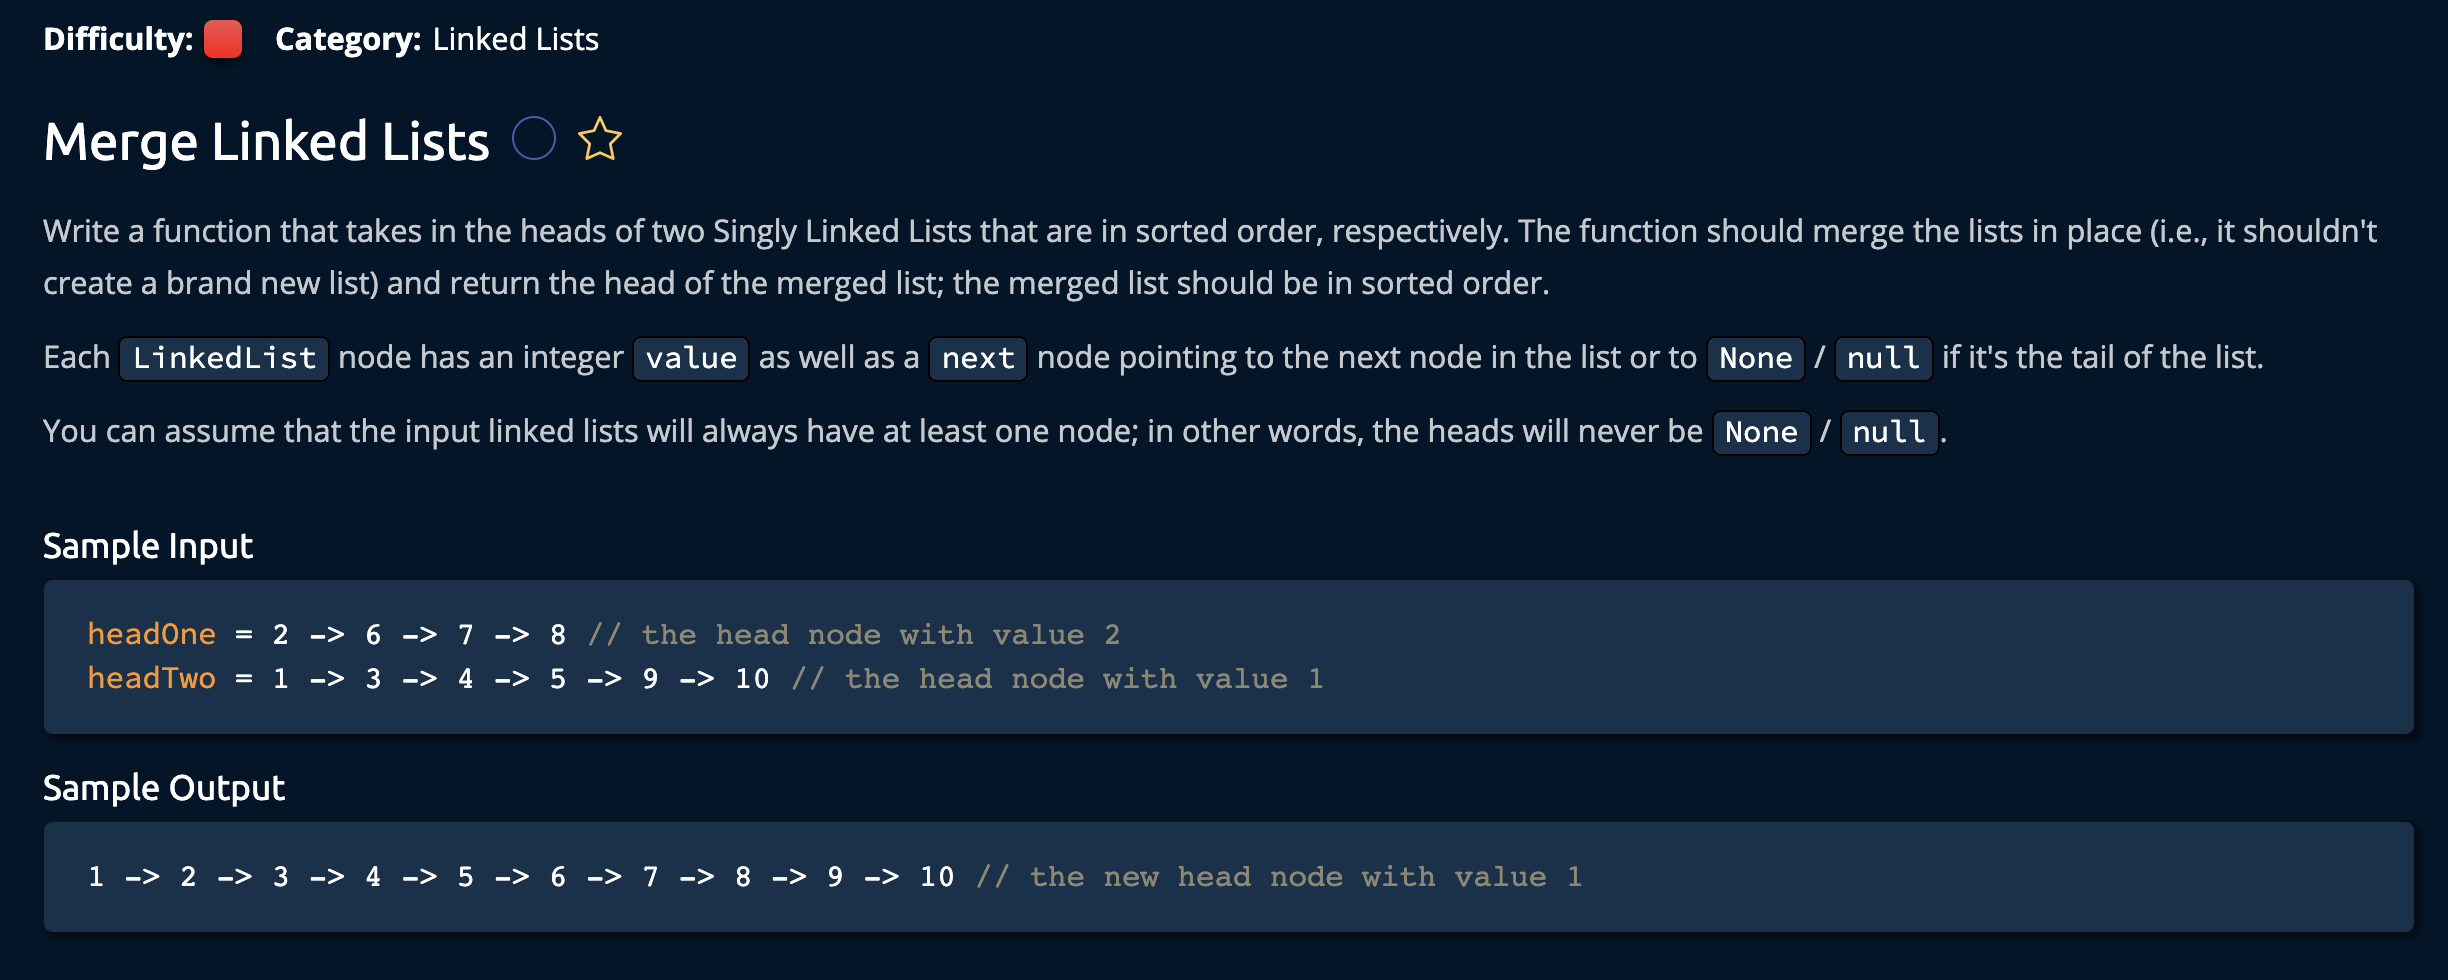 Difficulty: Category: Linked Lists
Merge Linked Lists
Write a function that takes in the heads of two Singly Linked Lists that are in sorted order, respectively. The function should merge the lists in place (i.e., it shouldn't
create a brand new list) and return the head of the merged list; the merged list should be in sorted order.
Each LinkedList node has an integer value as well as a next node pointing to the next node in the list or to None / null if it's the tail of the list.
You can assume that the input linked lists will always have at least one node; in other words, the heads will never be None / null.
Sample Input
headOne = 2 -> 6 -> 7 -> 8 // the head node with value 2
headTwo = 1 -> 3 -> 4 -> 5 -> 9 -> 10 // the head node with value 1
Sample Output
1 -> 2 -> 3 -> 4 -> 5 -> 6 -> 7 -> 8 -> 9 -> 10 // the new head node with value 1